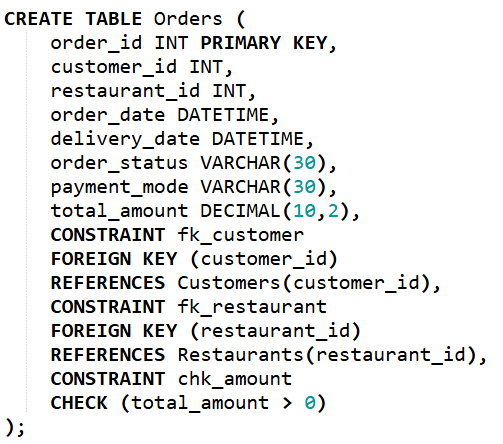 CREATE TABLE Orders (
    order_id INT PRIMARY KEY,
    customer_id INT,
    restaurant_id INT,
    order_date DATETIME,
    delivery_date DATETIME,
    order_status VARCHAR(30),
    payment_mode VARCHAR(30),
    total_amount DECIMAL(10,2),
    CONSTRAINT fk_customer
    FOREIGN KEY (customer_id)
    REFERENCES Customers(customer_id),
    CONSTRAINT fk_restaurant
    FOREIGN KEY (restaurant_id)
    REFERENCES Restaurants(restaurant_id),
    CONSTRAINT chk_amount
    CHECK (total_amount > 0)
);